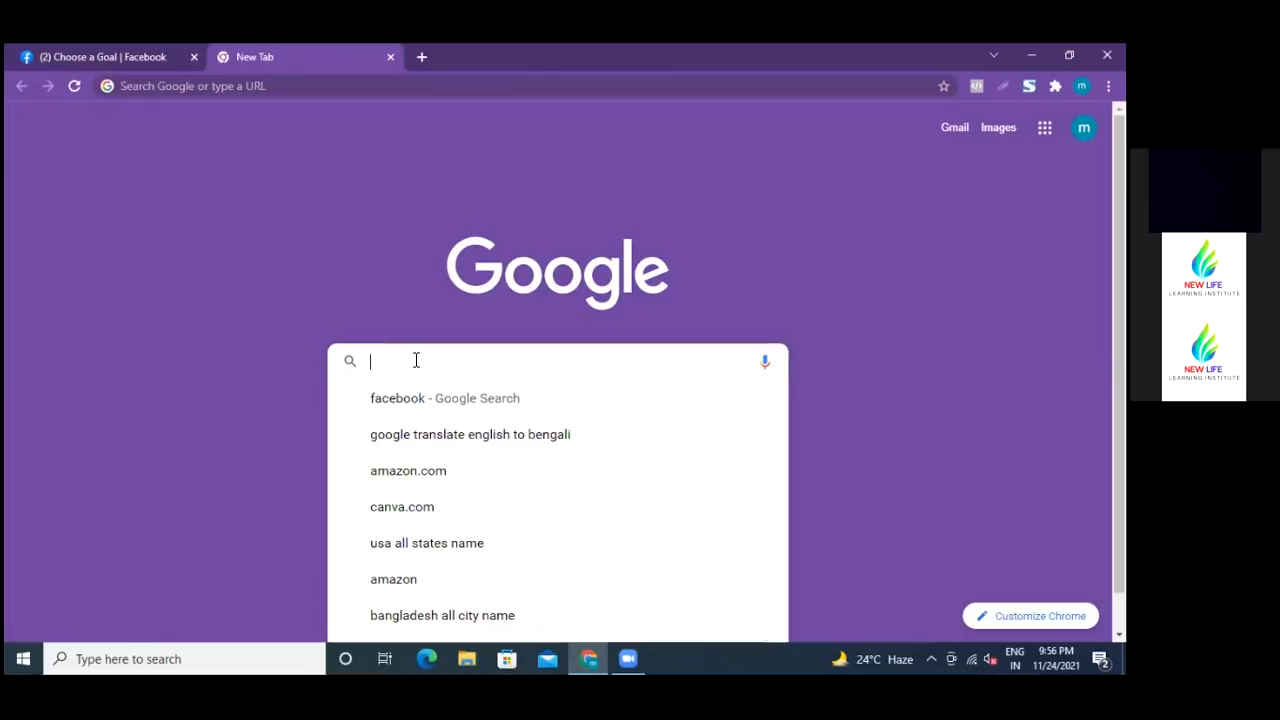 (2) Choose a Goal | Facebook
New Tab
Search Google or type a URL
m
Gmail Images
m
Google
facebook - Google Search
google translate english to bengali
amazon.com
canva.com
usa all states name
amazon
bangladesh all city name
Customize Chrome
Type here to search
24°C Haze
ENG
IN
9:56 PM
11/24/2021
2
NEW LIFE
LEARNING INSTITUTE
NEW LIFE
LEARNING INSTITUTE